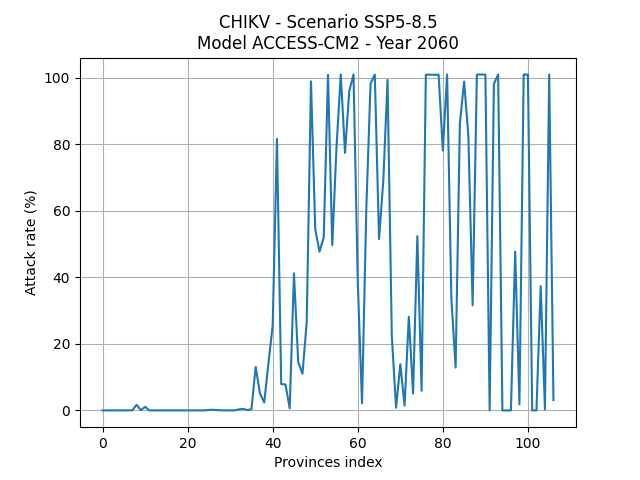 CHIKV - Scenario SSP5-8.5
Model ACCESS-CM2 - Year 2060
100
80
60
40
20
0
Attack rate (%)
0 20 40 60 80 100
Provinces index